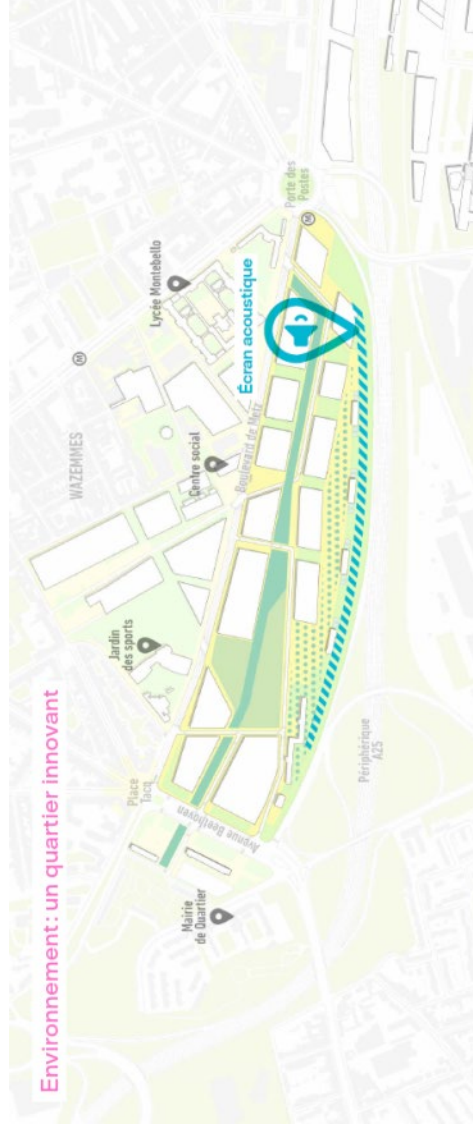 Environnement: un quartier innovant
WAZEMMES
M
Lycée Montebello
Porte des
Postes
M
Écran acoustique
Centre social
Boulevard de Metz
Jardin
des sports
Place
Tacq
Avenue Beethoven
Mairie
de Quartier
Périphérique
A25